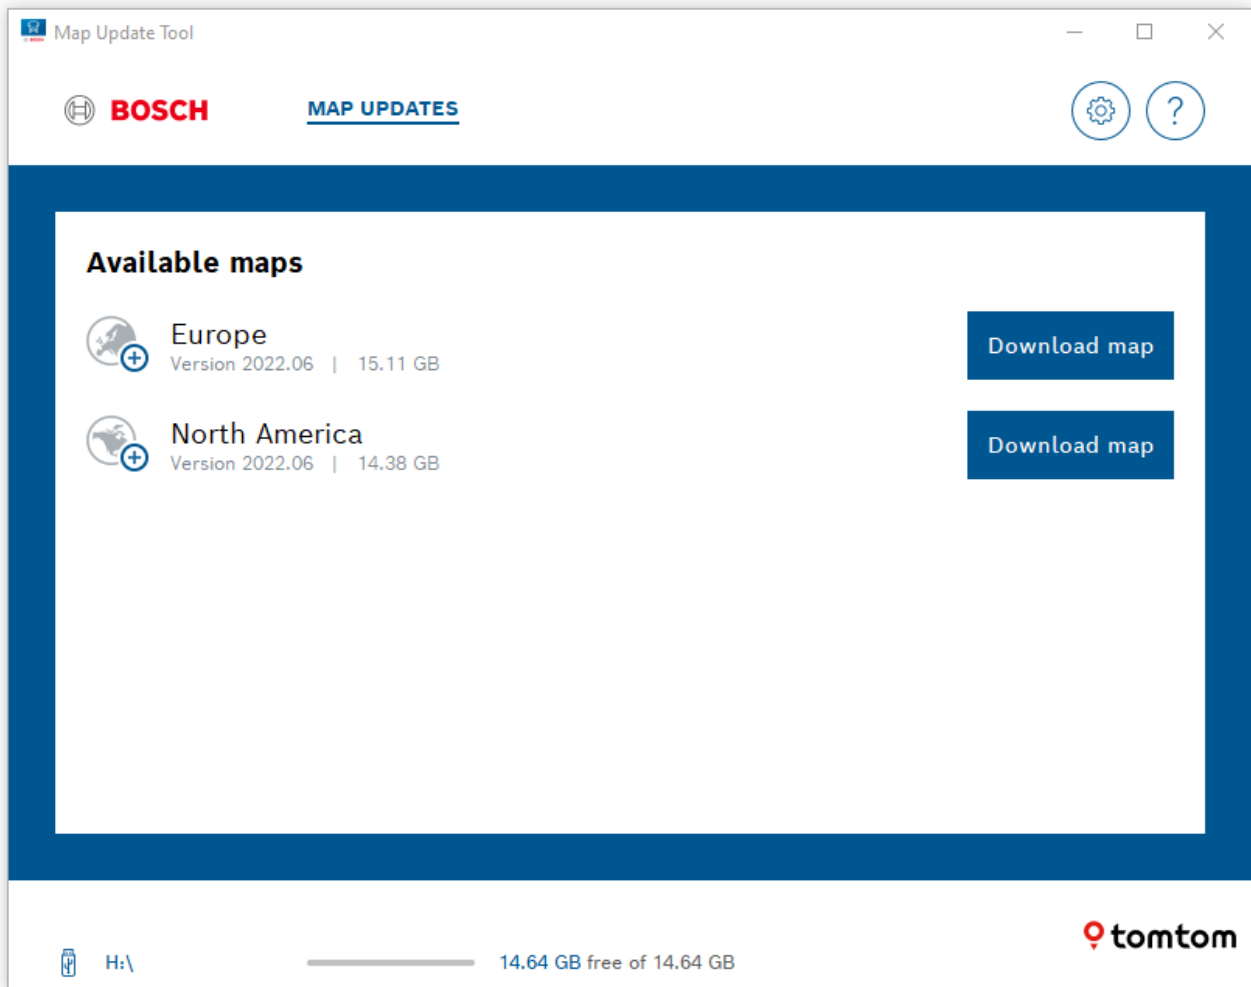 Map Update Tool
BOSCH
MAP UPDATES
?
Available maps
Europe
Version 2022.06 | 15.11 GB
Download map
North America
Version 2022.06 | 14.38 GB
Download map
tomtom
H:\
14.64 GB free of 14.64 GB